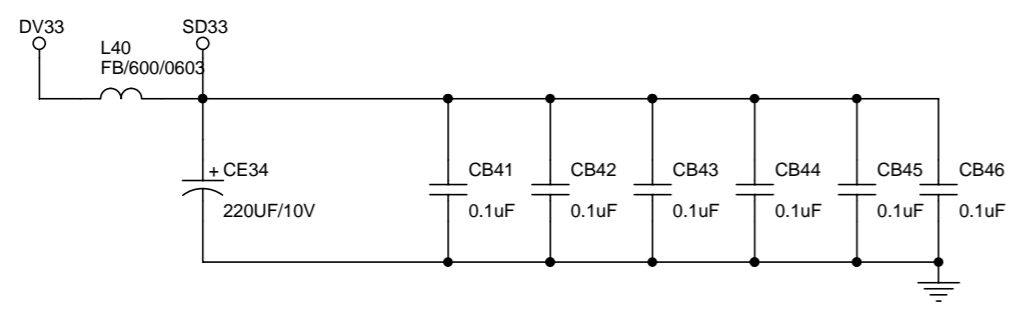 DV33
SD33
L40
FB/600/0603
+ CE34
220UF/10V
CB41
0.1uF
CB42
0.1uF
CB43
0.1uF
CB44
0.1uF
CB45
0.1uF
CB46
0.1uF